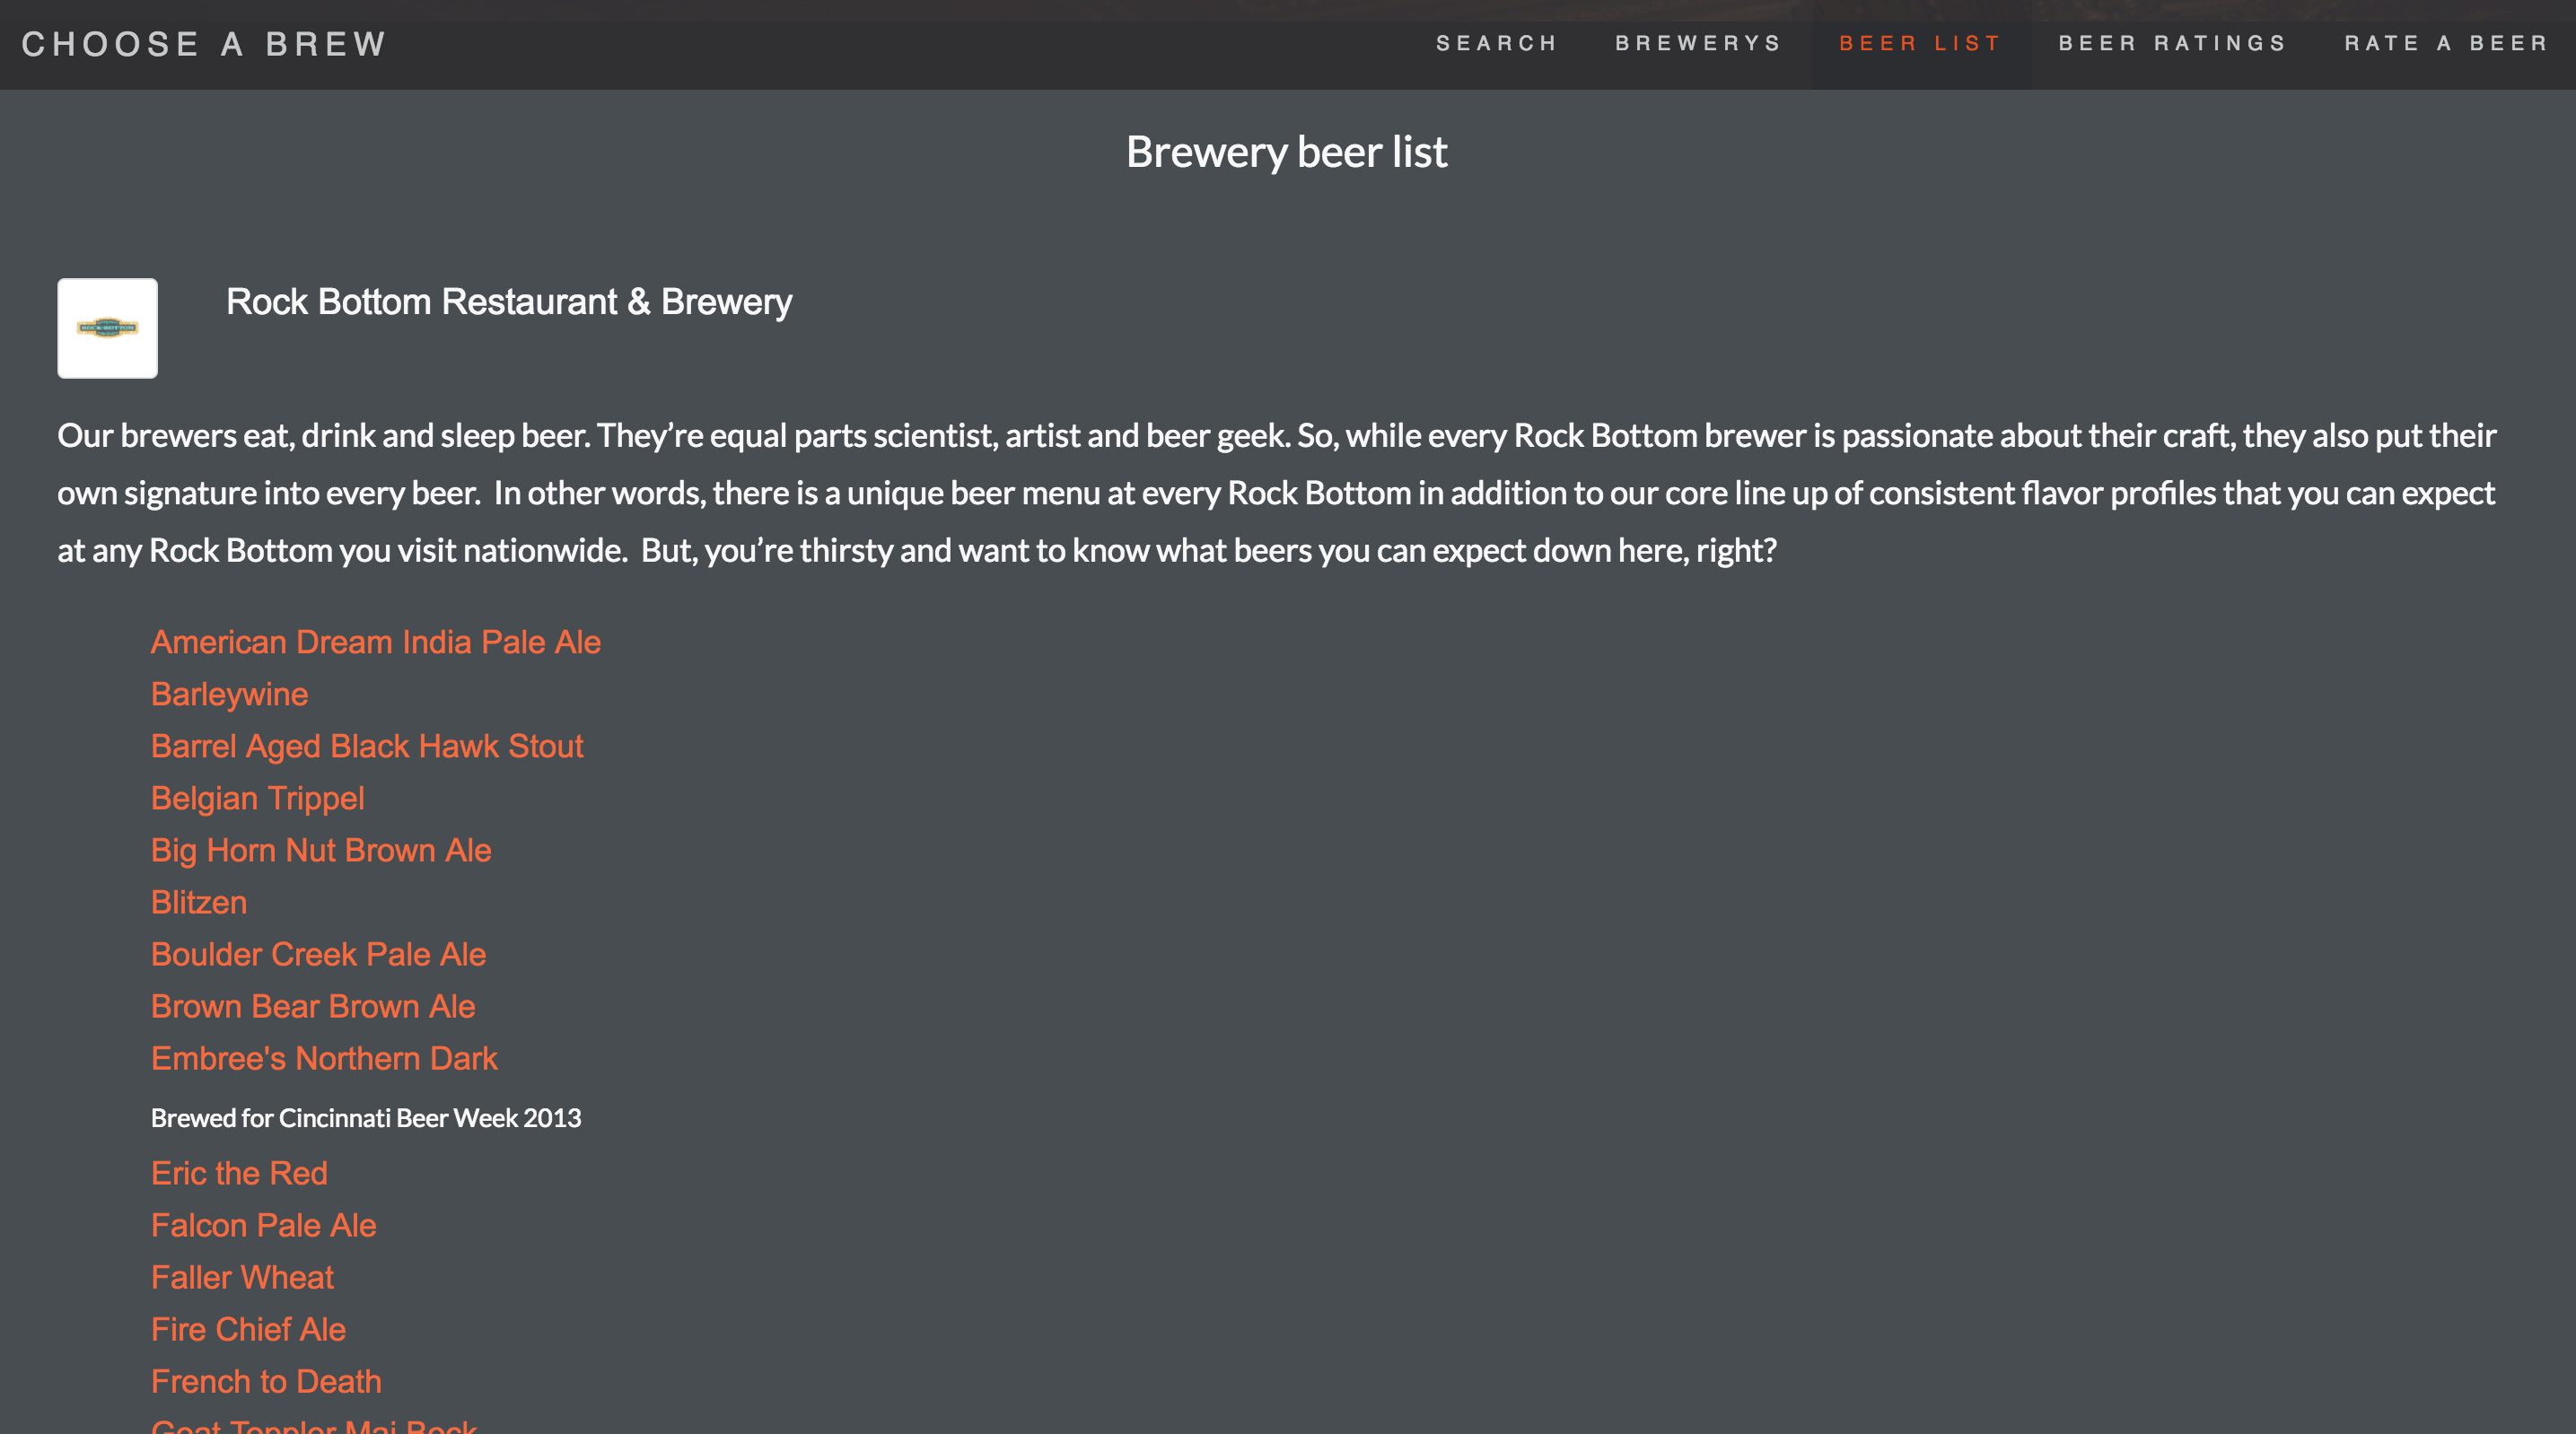 CHOOSE A BREW
SEARCH BREWERYS BEER LIST BEER RATINGS RATE A BEER
Brewery beer list
ROCK BOTTOM
Rock Bottom Restaurant & Brewery
Our brewers eat, drink and sleep beer. They’re equal parts scientist, artist and beer geek. So, while every Rock Bottom brewer is passionate about their craft, they also put their
own signature into every beer.  In other words, there is a unique beer menu at every Rock Bottom in addition to our core line up of consistent flavor profiles that you can expect
at any Rock Bottom you visit nationwide.  But, you’re thirsty and want to know what beers you can expect down here, right?
American Dream India Pale Ale
Barleywine
Barrel Aged Black Hawk Stout
Belgian Trippel
Big Horn Nut Brown Ale
Blitzen
Boulder Creek Pale Ale
Brown Bear Brown Ale
Embree's Northern Dark
Brewed for Cincinnati Beer Week 2013
Eric the Red
Falcon Pale Ale
Faller Wheat
Fire Chief Ale
French to Death
Goat Toppler Mai Bock